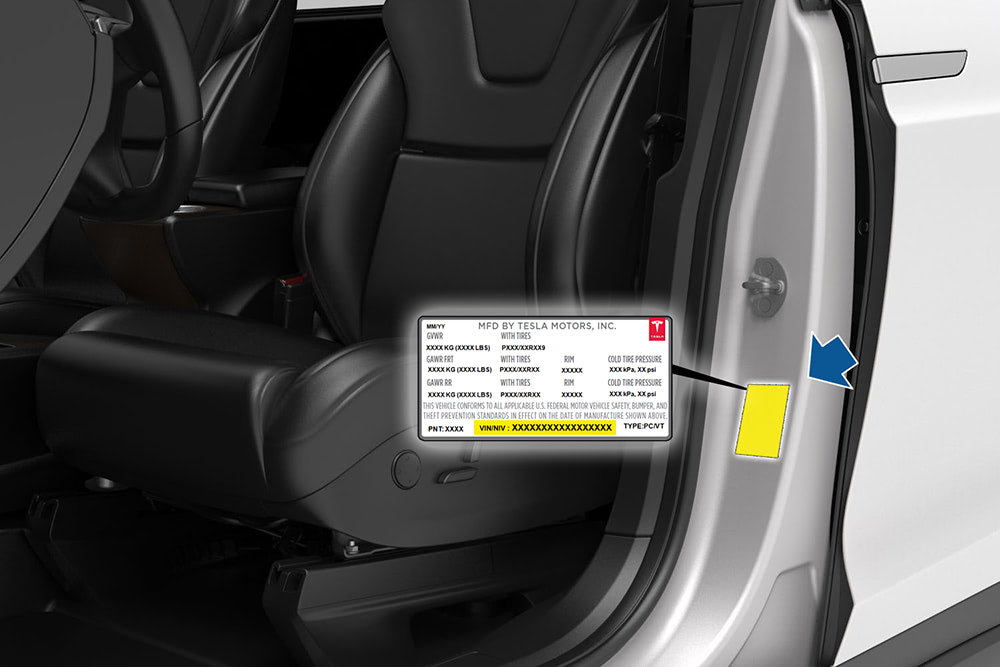 MM/YY MFD BY TESLA MOTORS, INC.
GVWR WITH TIRES TESLA
XXXX KG (XXXX LBS) PXXX/XXRXX9
GAWR FRT WITH TIRES RIM COLD TIRE PRESSURE
XXXX KG (XXXX LBS) PXXX/XXRXX XXXXX XXX kPa, XX psi
GAWR RR WITH TIRES RIM COLD TIRE PRESSURE
XXXX KG (XXXX LBS) PXXX/XXRXX XXXXX XXX kPa, XX psi
THIS VEHICLE CONFORMS TO ALL APPLICABLE U.S. FEDERAL MOTOR VEHICLE SAFETY, BUMPER, AND
THEFT PREVENTION STANDARDS IN EFFECT ON THE DATE OF MANUFACTURE SHOWN ABOVE.
PNT: XXXX VIN/NIV : XXXXXXXXXXXXXXXXX TYPE:PC/VT